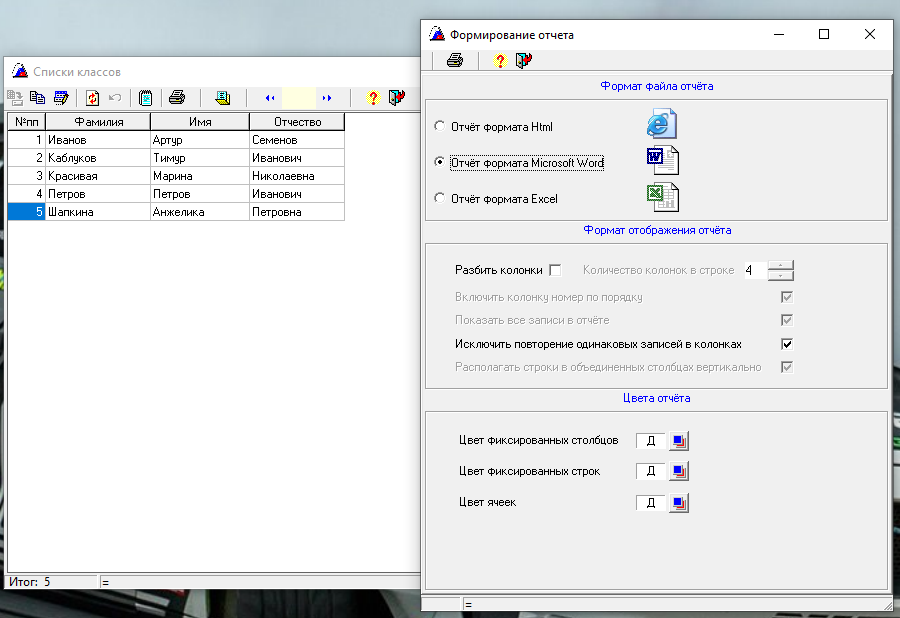 Списки классов
№пп Фамилия Имя Отчество
1 Иванов Артур Семенов
2 Каблуков Тимур Иванович
3 Красивая Марина Николаевна
4 Петров Петров Иванович
5 Шапкина Анжелика Петровна
Итог: 5 =
Формирование отчета
Формат файла отчёта
Отчёт формата Html
Отчёт формата Microsoft Word
Отчёт формата Excel
Формат отображения отчёта
Разбить колонки Количество колонок в строке 4
Включить колонку номер по порядку
Показать все записи в отчёте
Исключить повторение одинаковых записей в колонках
Располагать строки в объединенных столбцах вертикально
Цвета отчёта
Цвет фиксированных столбцов Д
Цвет фиксированных строк Д
Цвет ячеек Д
=